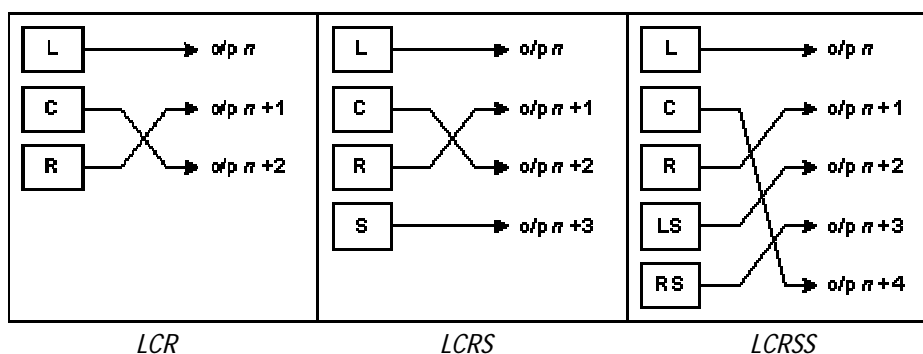 L o/p n L o/p n L o/p n
C o/p n+1 C o/p n+1 C o/p n+1
R o/p n+2 R o/p n+2 R o/p n+2
S o/p n+3 LS o/p n+3
RS o/p n+4
LCR LCRS LCRSS